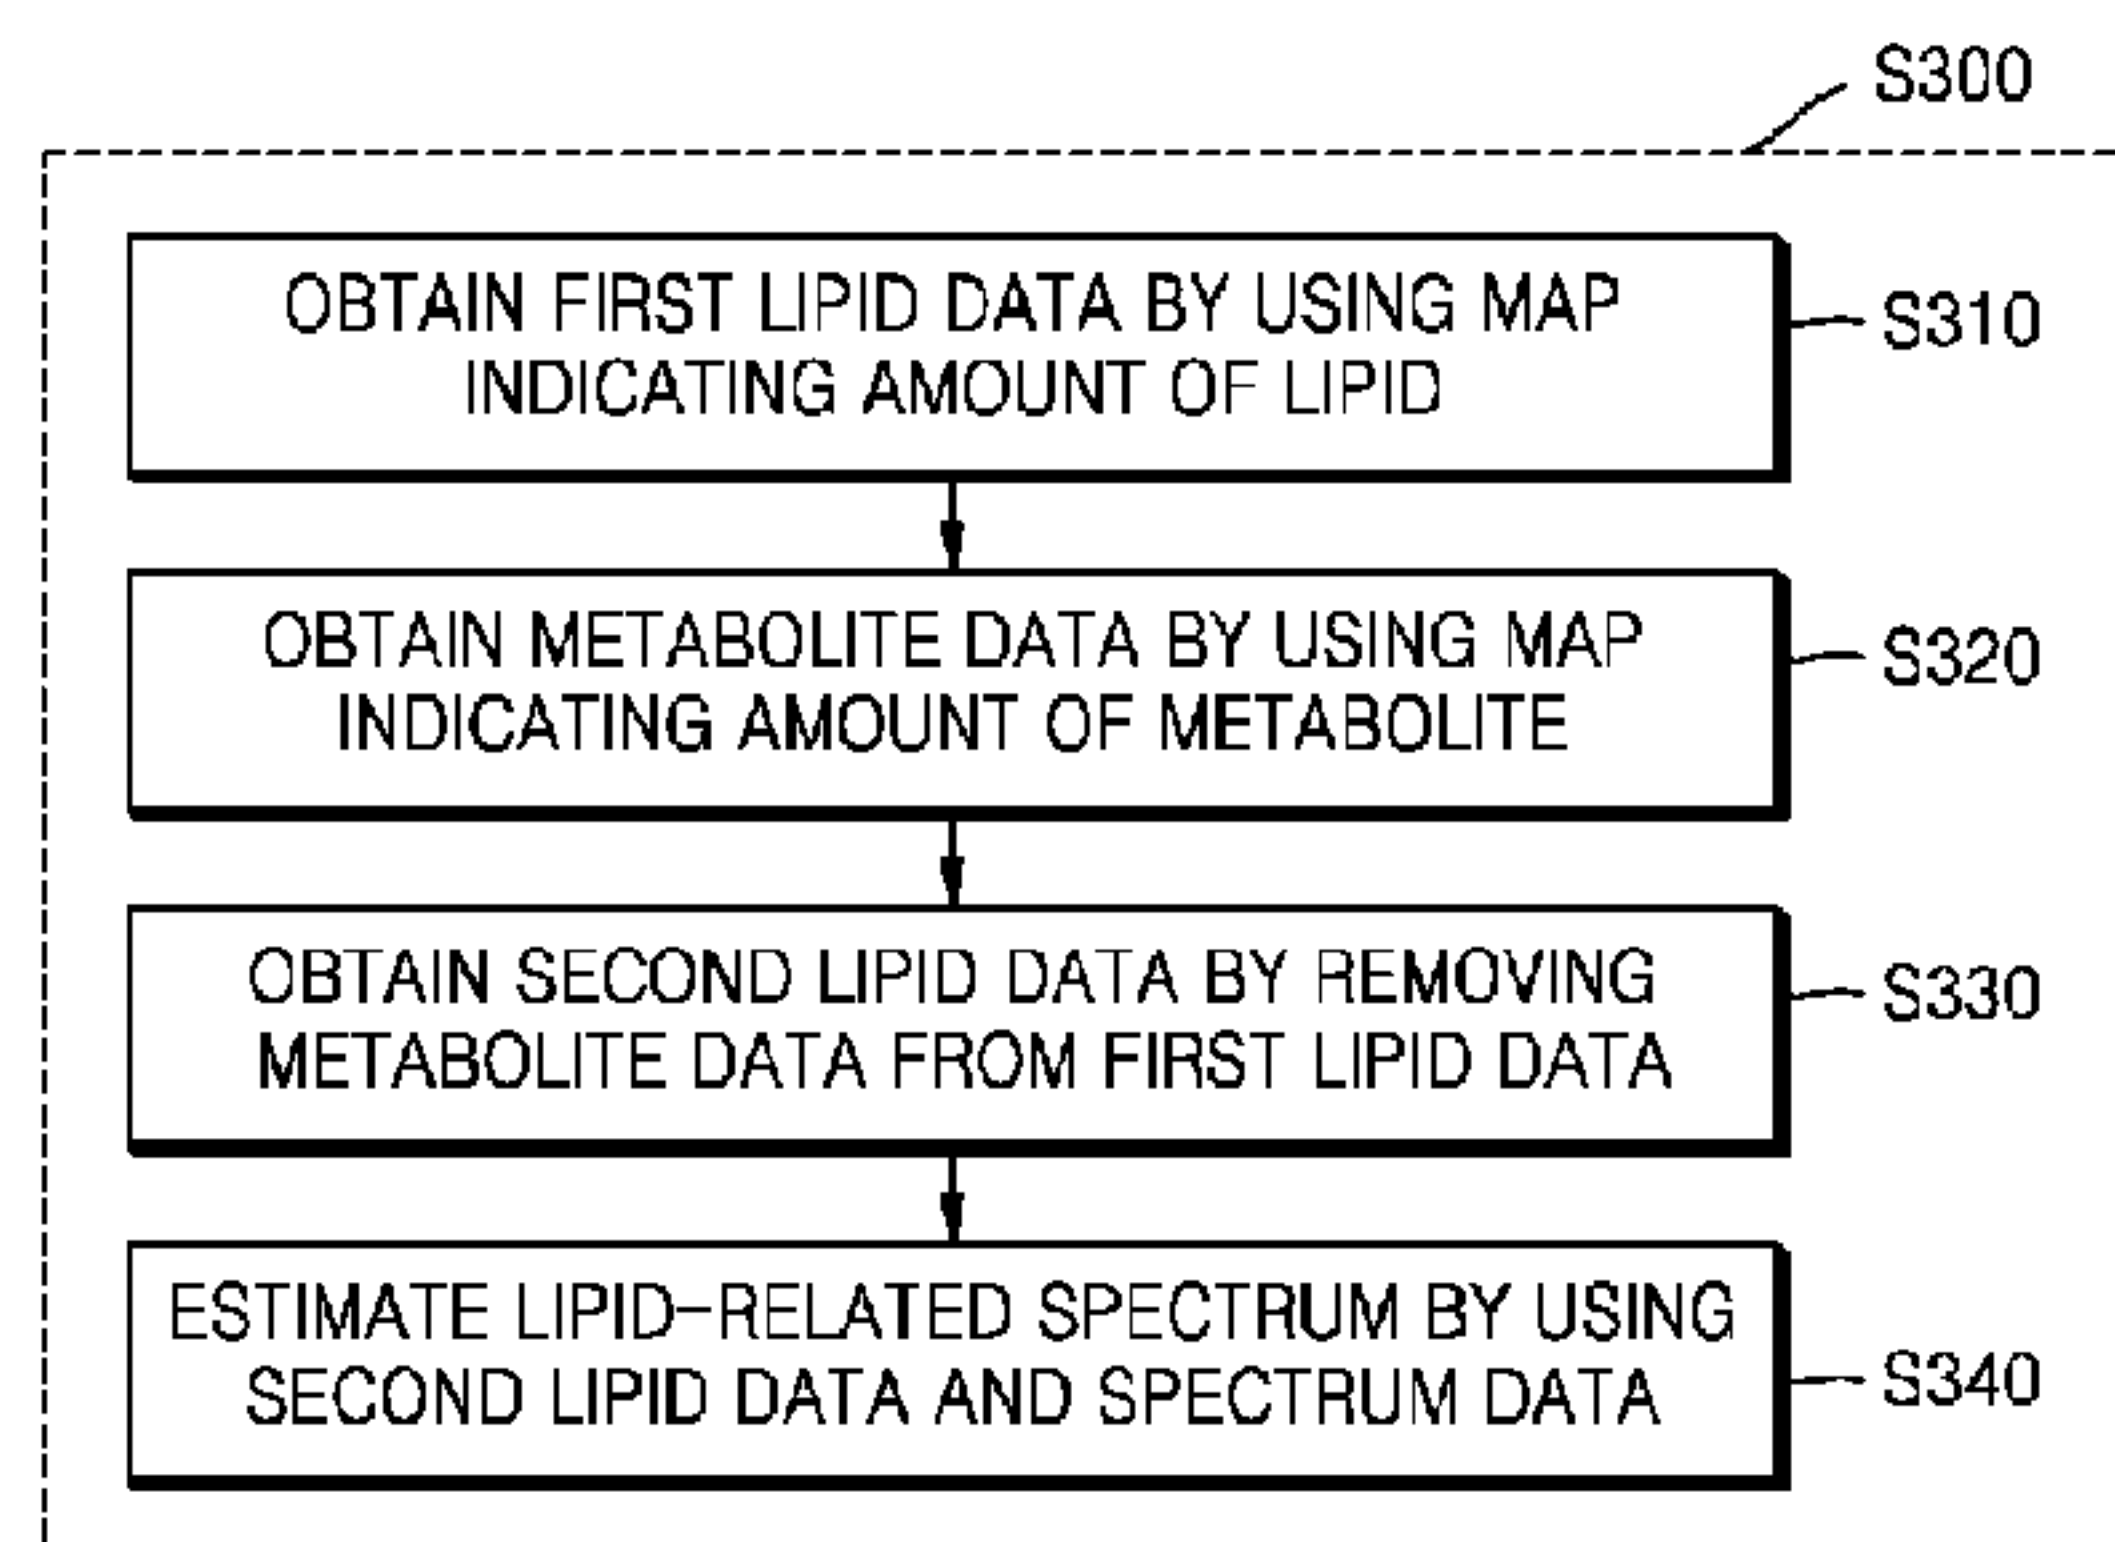 S300
OBTAIN FIRST LIPID DATA BY USING MAP
INDICATING AMOUNT OF LIPID
S310
OBTAIN METABOLITE DATA BY USING MAP
INDICATING AMOUNT OF METABOLITE
S320
OBTAIN SECOND LIPID DATA BY REMOVING
METABOLITE DATA FROM FIRST LIPID DATA
S330
ESTIMATE LIPID-RELATED SPECTRUM BY USING
SECOND LIPID DATA AND SPECTRUM DATA
S340